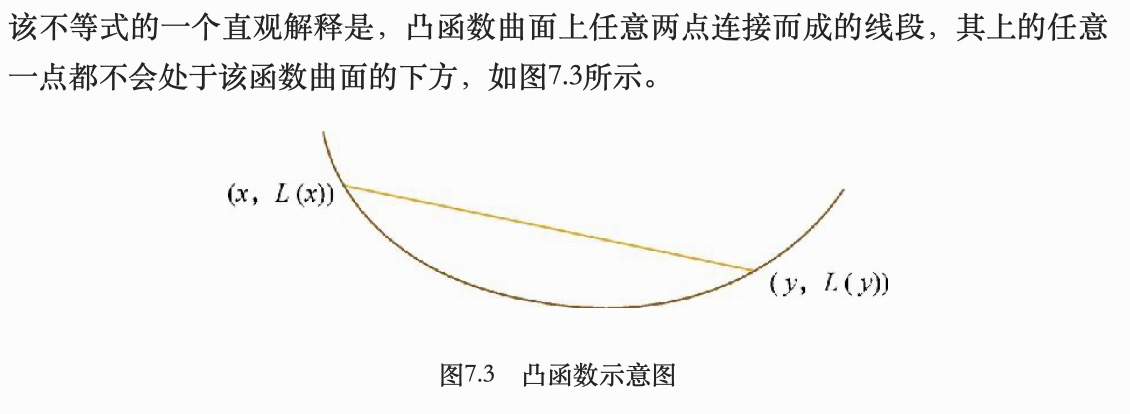 该不等式的一个直观解释是，凸函数曲面上任意两点连接而成的线段，其上的任意
一点都不会处于该函数曲面的下方，如图7.3所示。
(x，L (x))
( y，L ( y))
图7.3 凸函数示意图